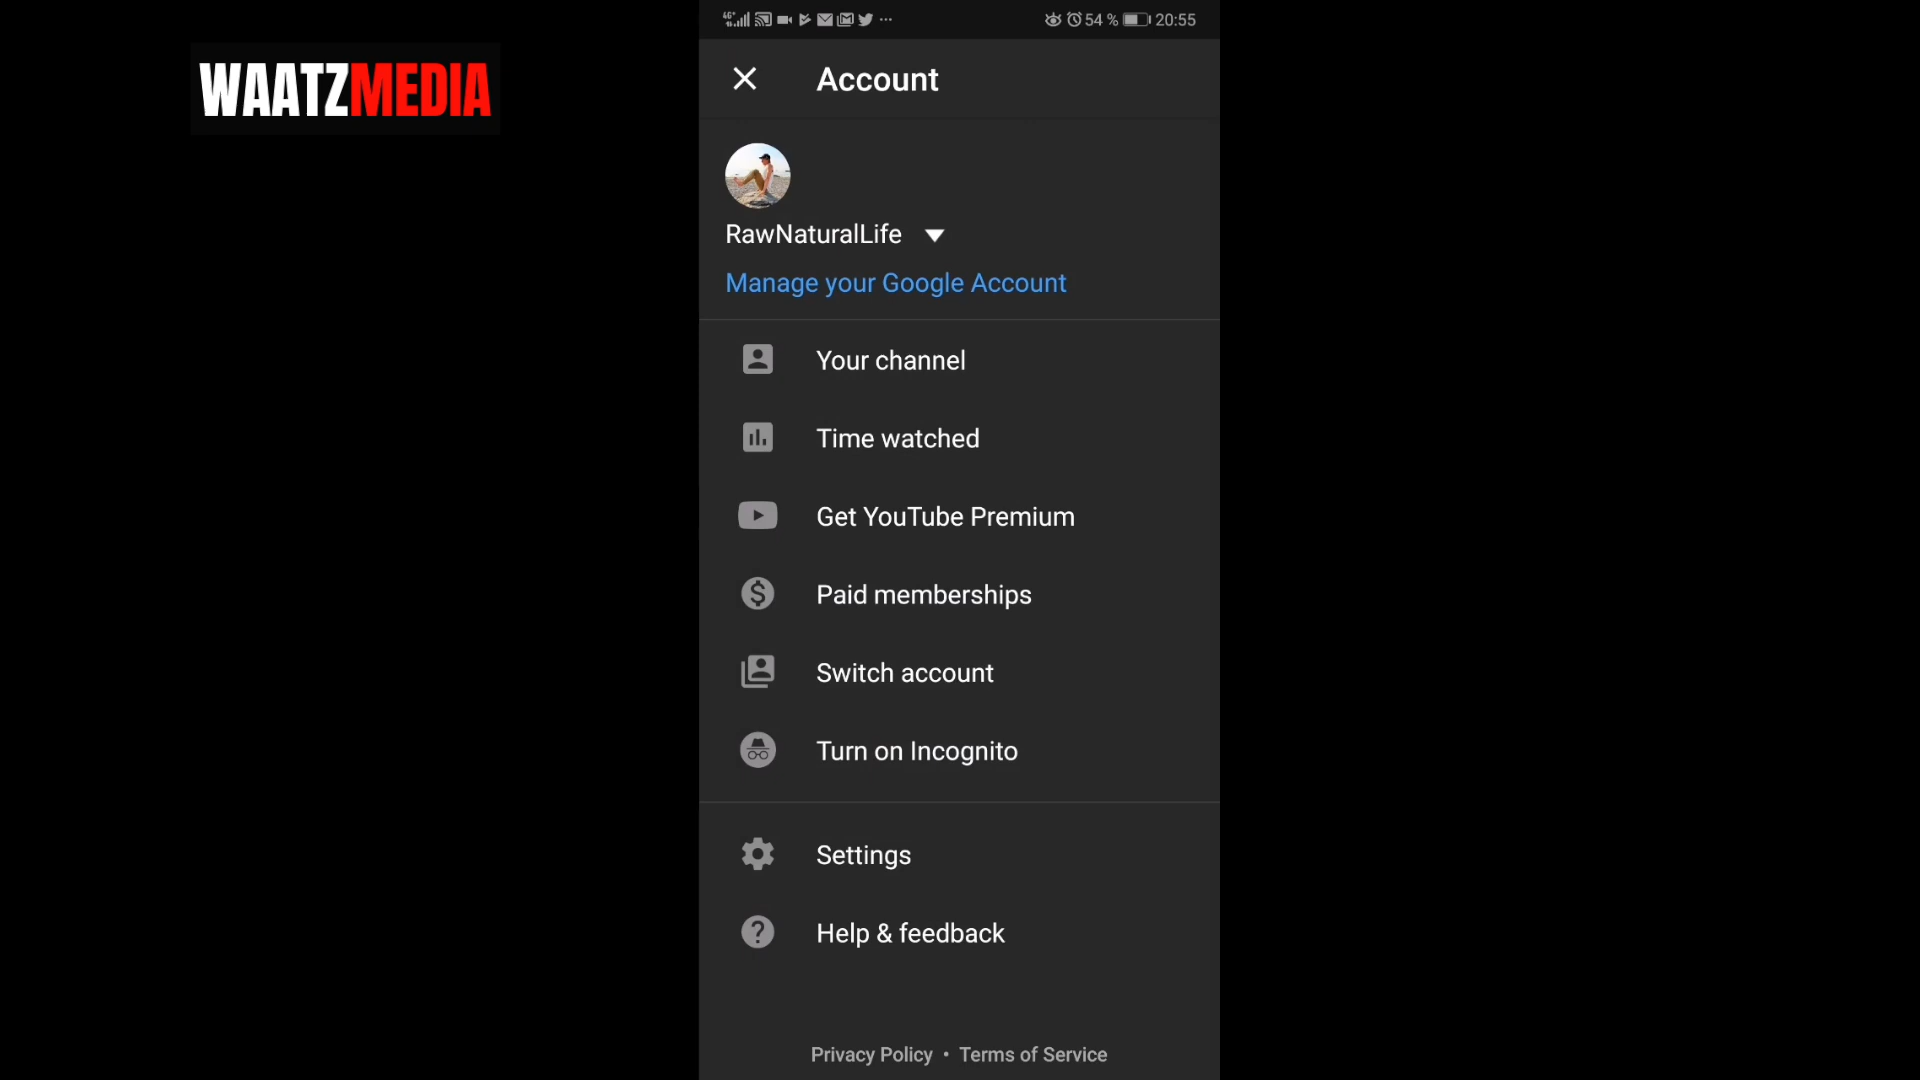 54 % 20:55
WAATZMEDIA
Account
RawNaturalLife
Manage your Google Account
Your channel
Time watched
Get YouTube Premium
Paid memberships
Switch account
Turn on Incognito
Settings
Help & feedback
Privacy Policy • Terms of Service